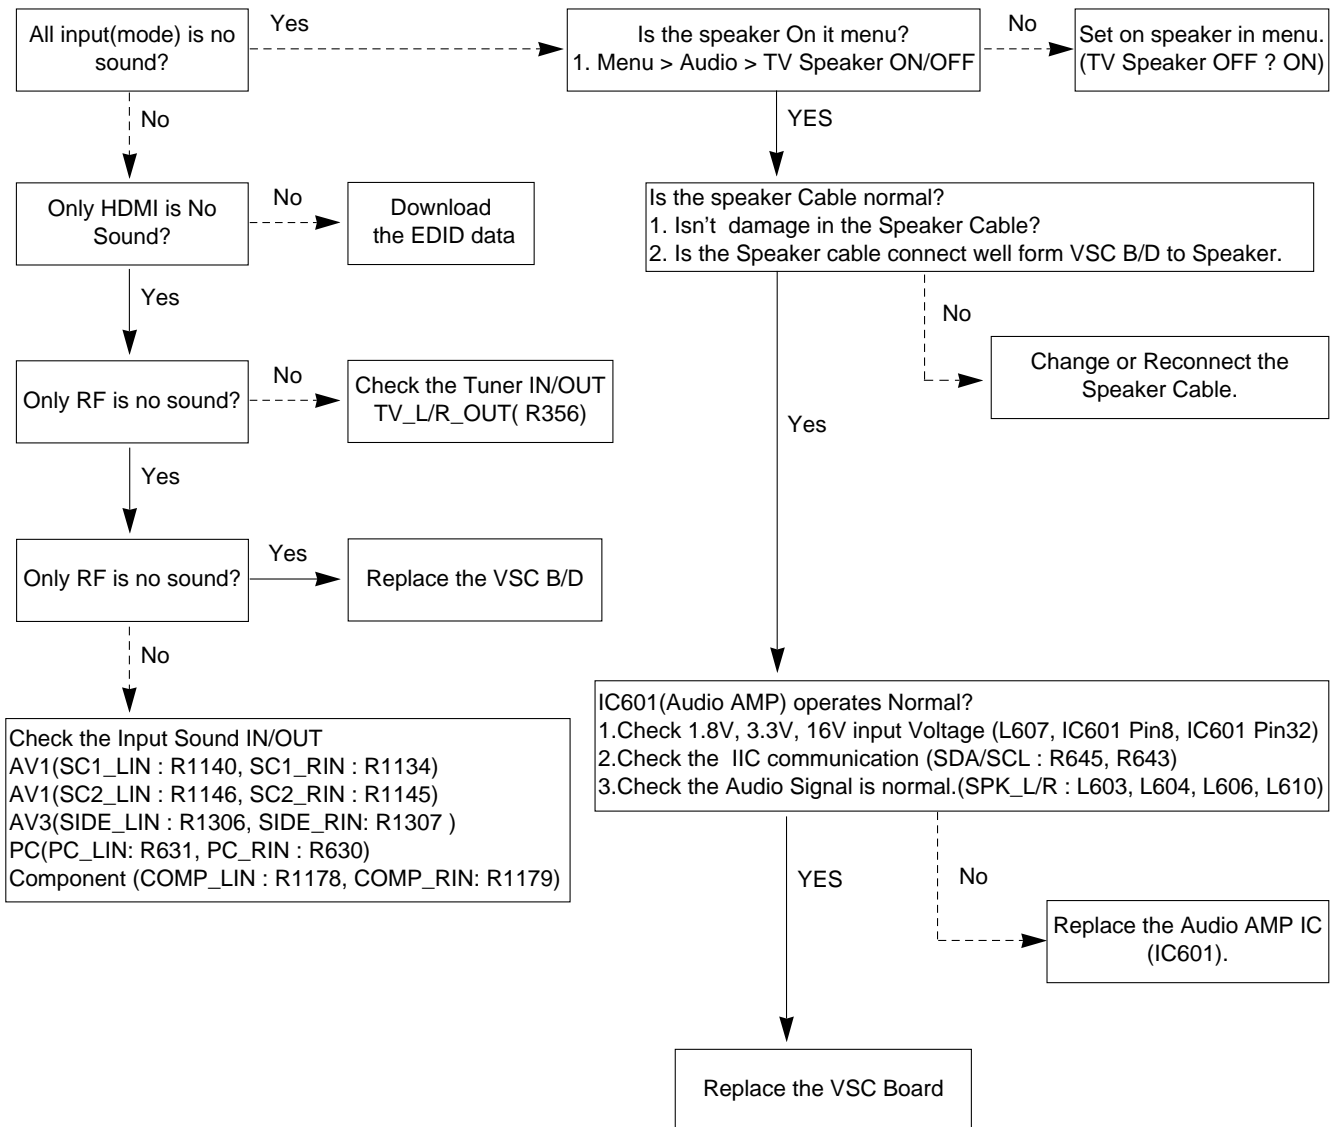 All input(mode) is no
sound?
Yes
Is the speaker On it menu?
1. Menu > Audio > TV Speaker ON/OFF
No
Set on speaker in menu.
(TV Speaker OFF ? ON)
No
YES
Only HDMI is No
Sound?
No
Download
the EDID data
Is the speaker Cable normal?
1. Isn't  damage in the Speaker Cable?
2. Is the Speaker cable connect well form VSC B/D to Speaker.
Yes
No
Only RF is no sound?
No
Check the Tuner IN/OUT
TV_L/R_OUT( R356)
Change or Reconnect the
Speaker Cable.
Yes
Yes
Only RF is no sound?
Yes
Replace the VSC B/D
No
Check the Input Sound IN/OUT
AV1(SC1_LIN : R1140, SC1_RIN : R1134)
AV1(SC2_LIN : R1146, SC2_RIN : R1145)
AV3(SIDE_LIN : R1306, SIDE_RIN: R1307 )
PC(PC_LIN: R631, PC_RIN : R630)
Component (COMP_LIN : R1178, COMP_RIN: R1179)
IC601(Audio AMP) operates Normal?
1.Check 1.8V, 3.3V, 16V input Voltage (L607, IC601 Pin8, IC601 Pin32)
2.Check the  IIC communication (SDA/SCL : R645, R643)
3.Check the Audio Signal is normal.(SPK_L/R : L603, L604, L606, L610)
YES
No
Replace the Audio AMP IC
(IC601).
Replace the VSC Board